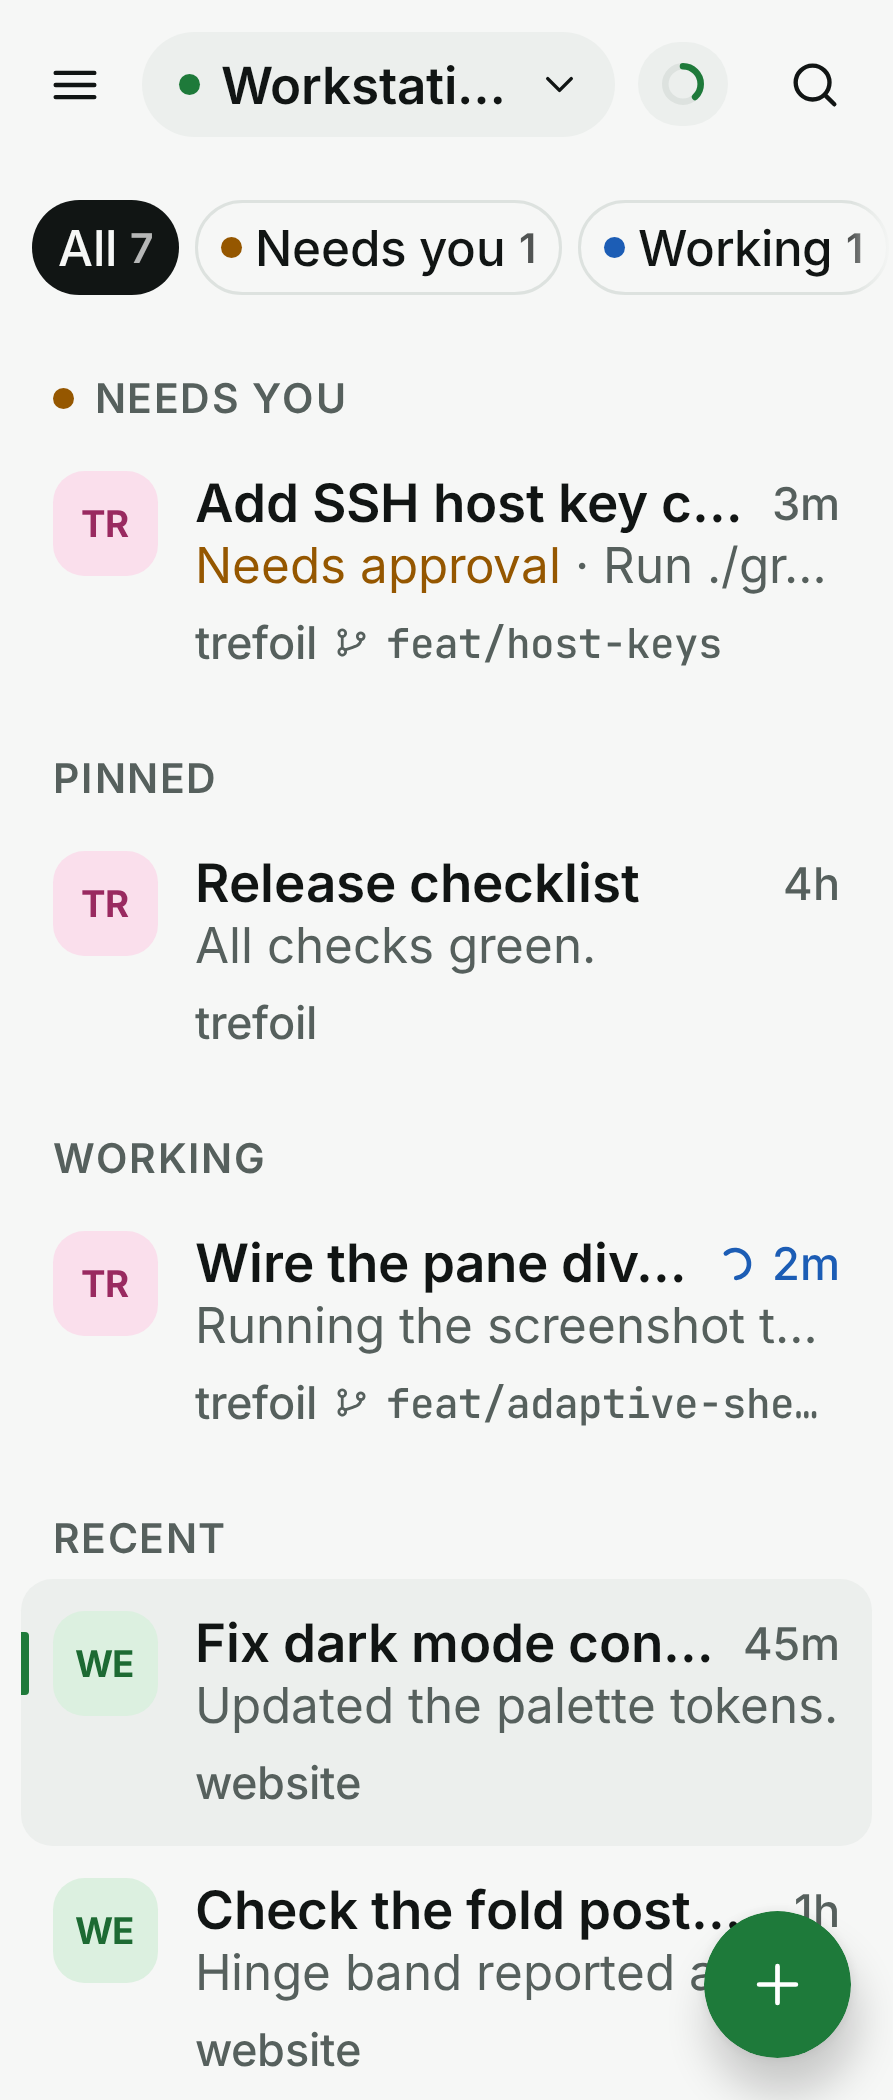 Workstati...
All 7
Needs you 1
Working 1
NEEDS YOU
TR
Add SSH host key c... 3m
Needs approval · Run ./gr...
trefoil feat/host-keys
PINNED
TR
Release checklist 4h
All checks green.
trefoil
WORKING
TR
Wire the pane div... 2m
Running the screenshot t...
trefoil feat/adaptive-she…
RECENT
WE
Fix dark mode con... 45m
Updated the palette tokens.
website
WE
Check the fold post... 1h
Hinge band reported
website